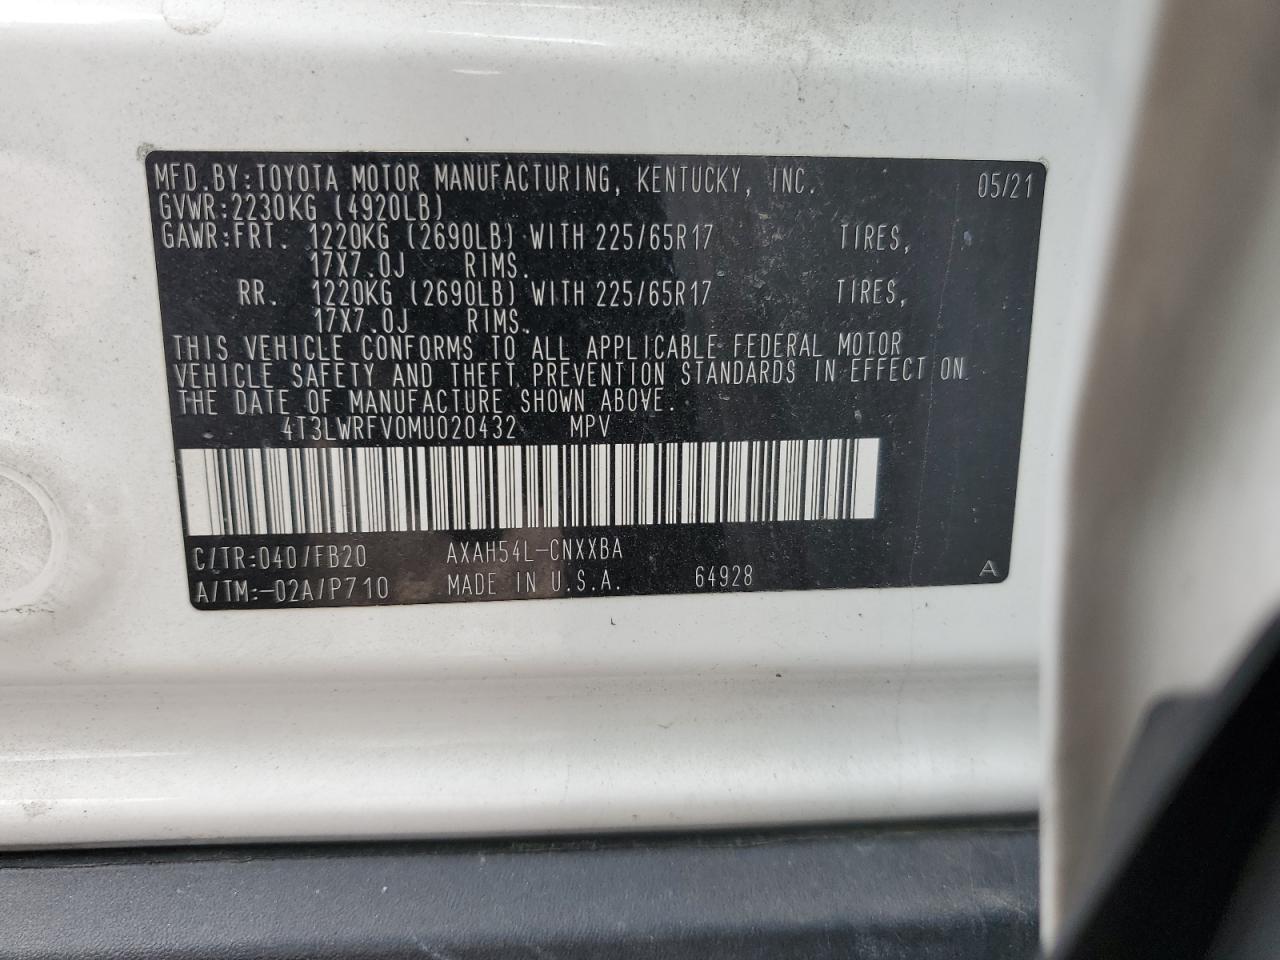 MFD.BY:TOYOTA MOTOR MANUFACTURING, KENTUCKY, INC. 05/21
GVWR:2230KG (4920LB)
GAWR:FRT. 1220KG (2690LB) WITH 225/65R17 TIRES,
17X7.0J RIMS.
RR. 1220KG (2690LB) WITH 225/65R17 TIRES,
17X7.0J RIMS.
THIS VEHICLE CONFORMS TO ALL APPLICABLE FEDERAL MOTOR
VEHICLE SAFETY AND THEFT PREVENTION STANDARDS IN EFFECT ON
THE DATE OF MANUFACTURE SHOWN ABOVE.
4T3LWRFV0MU020432 MPV
C/TR:040/FB20 AXAH54L-CNXXBA
A/TM:-02A/P710 MADE IN U.S.A. 64928 A